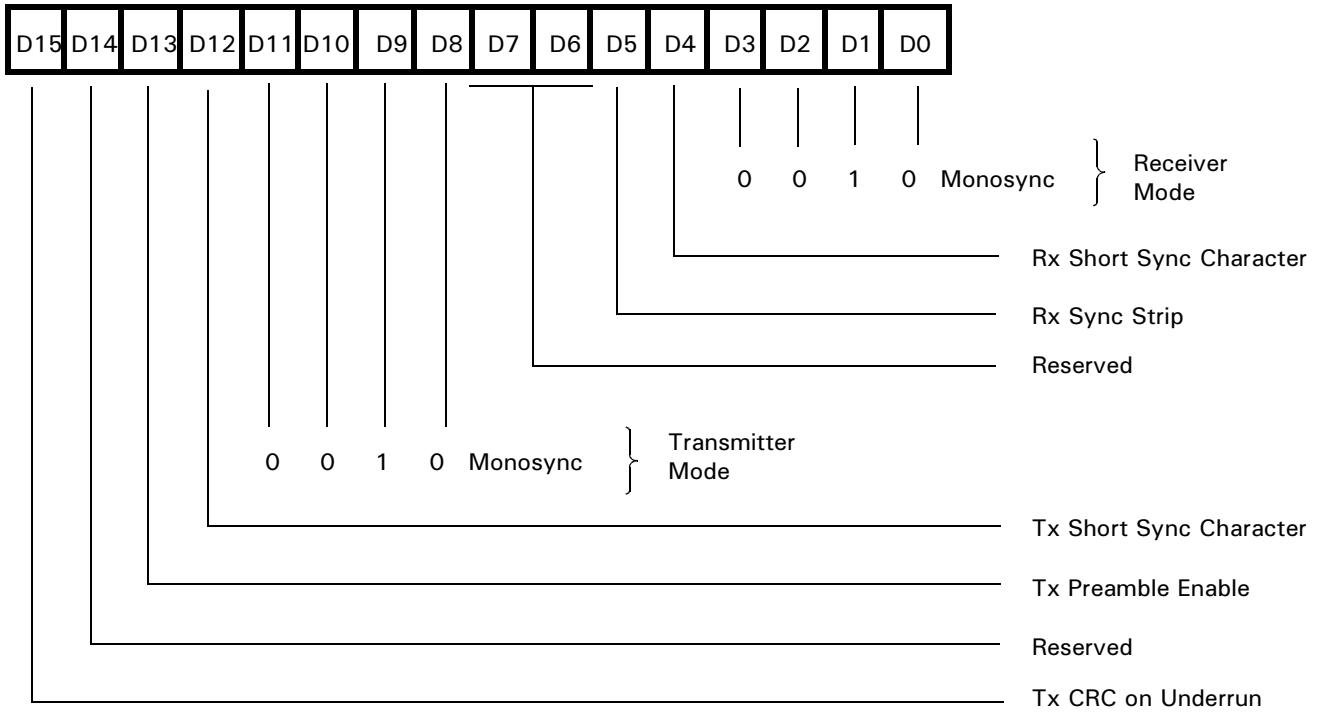 D15 D14 D13 D12 D11 D10 D9 D8 D7 D6 D5 D4 D3 D2 D1 D0
0 0 1 0 Monosync
Receiver
Mode
Rx Short Sync Character
Rx Sync Strip
Reserved
0 0 1 0 Monosync
Transmitter
Mode
Tx Short Sync Character
Tx Preamble Enable
Reserved
Tx CRC on Underrun